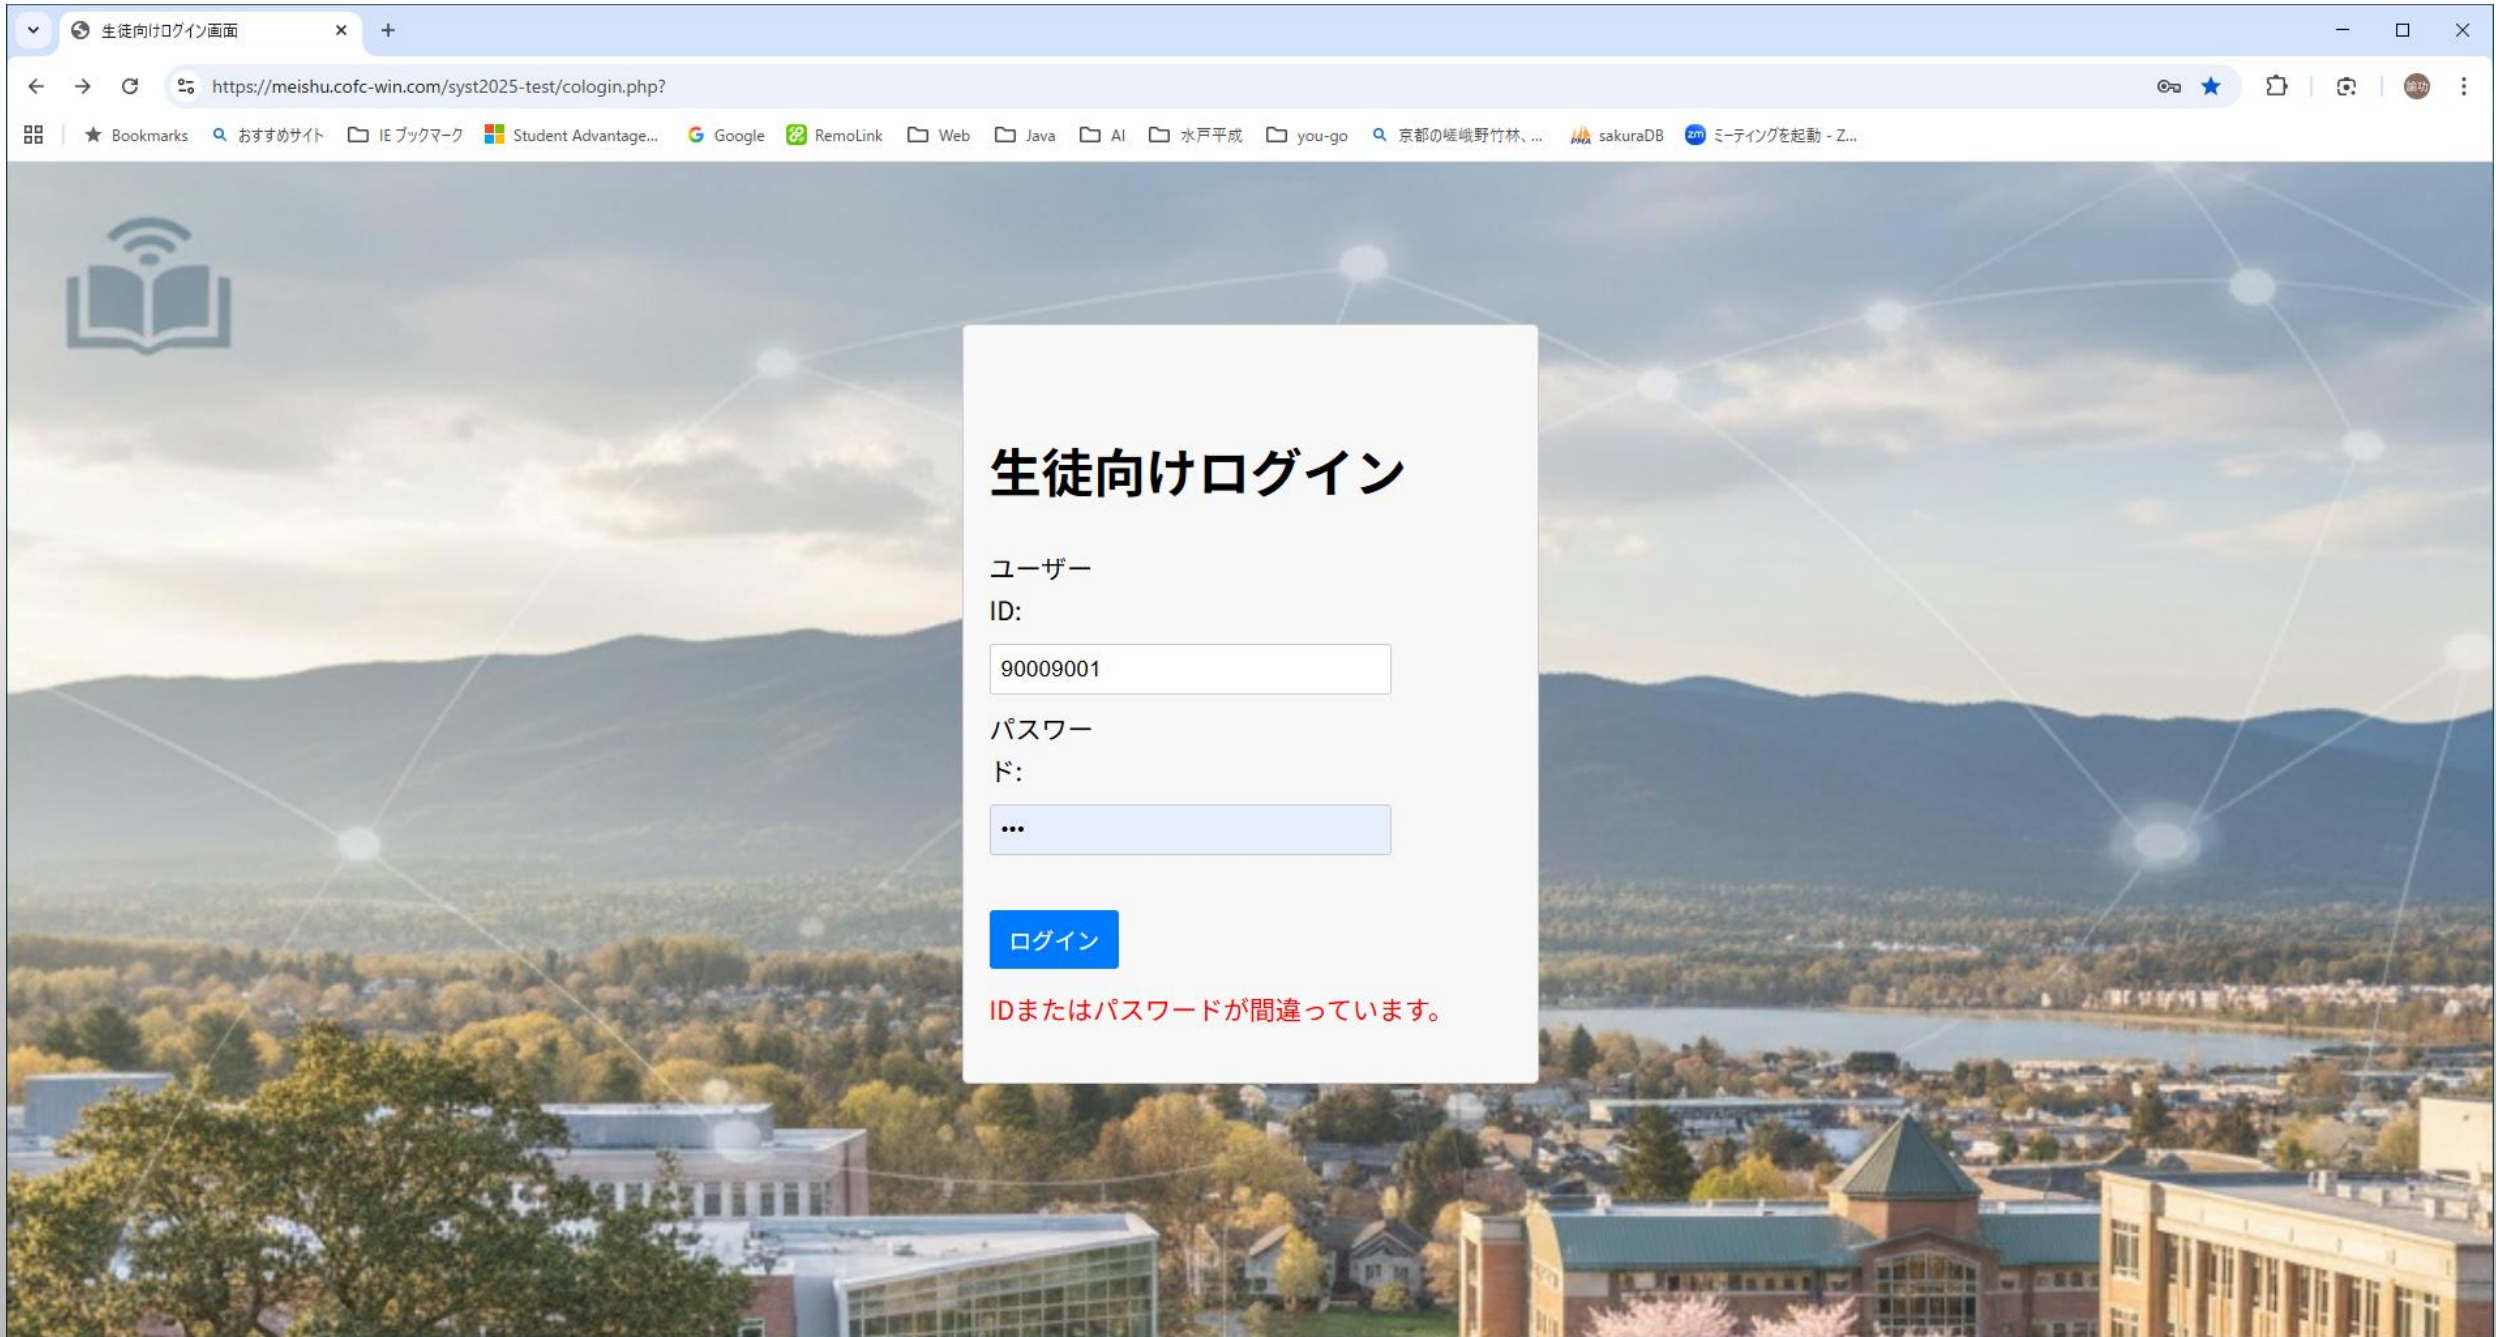 生徒向けログイン画面
https://meishu.cofc-win.com/syst2025-test/cologin.php?
諭功
Bookmarks おすすめサイト IE ブックマーク Student Advantage... Google RemoLink Web Java AI 水戸平成 you-go 京都の嵯峨野竹林、... PMA sakuraDB zm ミーティングを起動 - Z...
生徒向けログイン
ユーザー
ID:
90009001
パスワー
ド:
ログイン
IDまたはパスワードが間違っています。